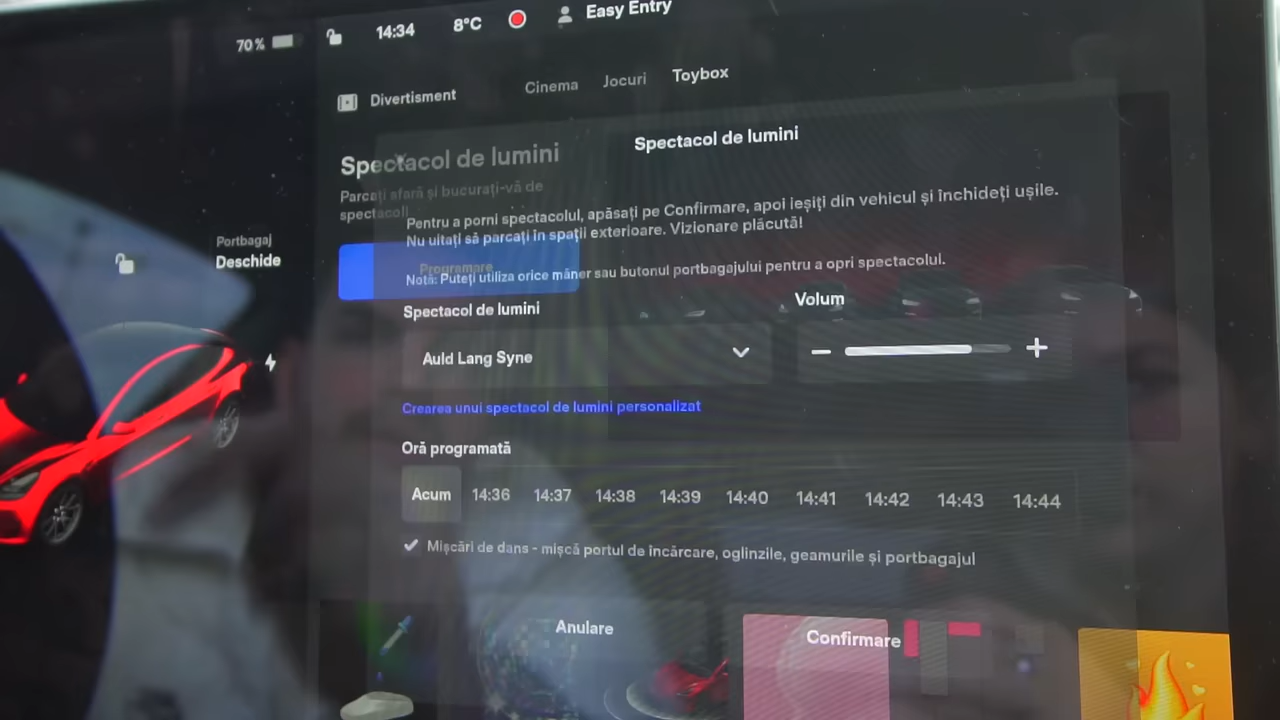 70%
14:34
8°C
Easy Entry
Divertisment
Cinema
Jocuri
Toybox
Spectacol de lumini
Parcați afară și bucurați-vă de
spectacol!
Programare
Portbagaj
Deschide
Spectacol de lumini
Pentru a porni spectacolul, apăsați pe Confirmare, apoi ieșiți din vehicul și închideți ușile.
Nu uitați să parcați în spații exterioare. Vizionare plăcută!
Notă: Puteți utiliza orice mâner sau butonul portbagajului pentru a opri spectacolul.
Spectacol de lumini
Volum
Auld Lang Syne
Crearea unui spectacol de lumini personalizat
Oră programată
Acum 14:36 14:37 14:38 14:39 14:40 14:41 14:42 14:43 14:44
Mișcări de dans - mișcă portul de încărcare, oglinzile, geamurile și portbagajul
Anulare
Confirmare